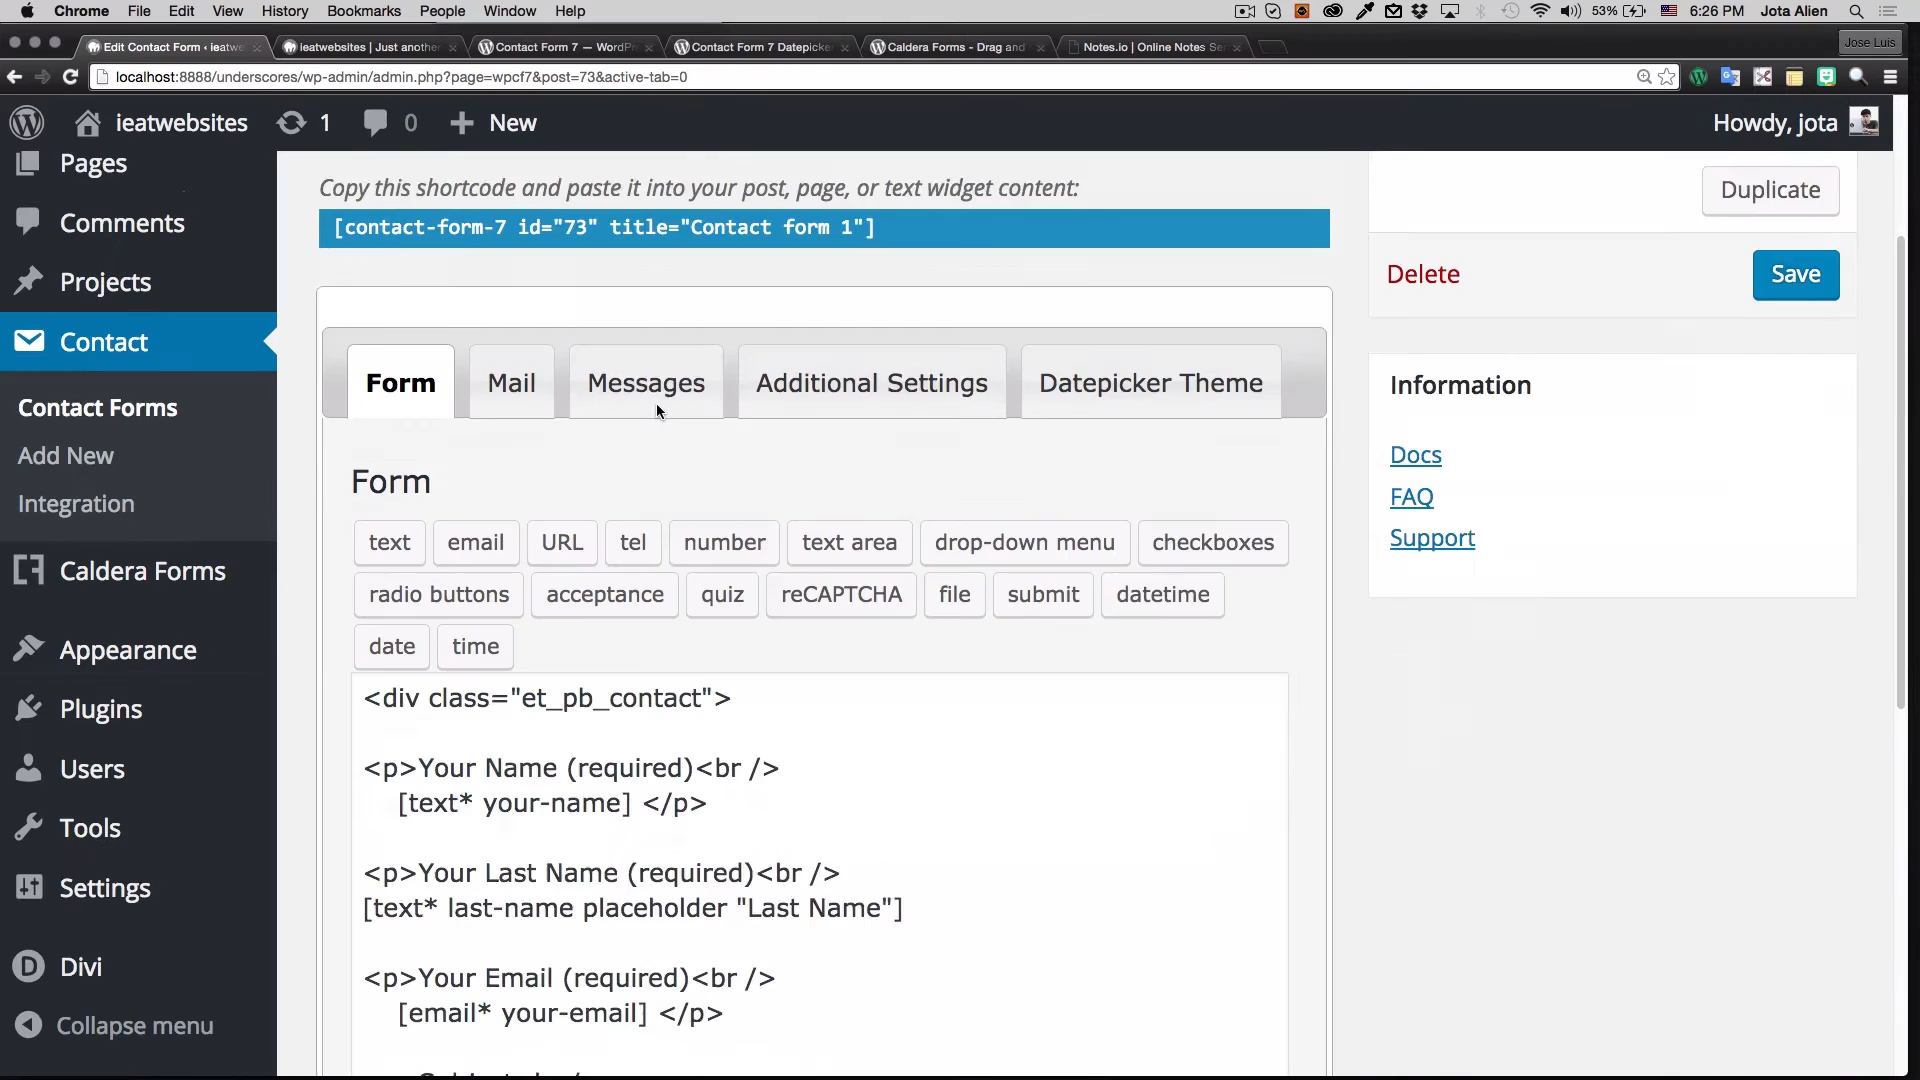 Chrome File Edit View History Bookmarks People Window Help 53% 6:26 PM Jota Alien
Edit Contact Form ‹ ieatwe ieatwebsites | Just another Contact Form 7 — WordPr Contact Form 7 Datepicke Caldera Forms - Drag and Notes.io | Online Notes Se Jose Luis
localhost:8888/underscores/wp-admin/admin.php?page=wpcf7&post=73&active-tab=0
ieatwebsites 1 0 New Howdy, jota
Pages
Comments
Projects
Contact
Contact Forms
Add New
Integration
Caldera Forms
Appearance
Plugins
Users
Tools
Settings
Divi
Collapse menu
Copy this shortcode and paste it into your post, page, or text widget content:
[contact-form-7 id="73" title="Contact form 1"]
Form Mail Messages Additional Settings Datepicker Theme
Form
text email URL tel number text area drop-down menu checkboxes
radio buttons acceptance quiz reCAPTCHA file submit datetime
date time
<div class="et_pb_contact">
<p>Your Name (required)<br />
[text* your-name] </p>
<p>Your Last Name (required)<br />
[text* last-name placeholder "Last Name"]
<p>Your Email (required)<br />
[email* your-email] </p>
Duplicate
Delete Save
Information
Docs
FAQ
Support